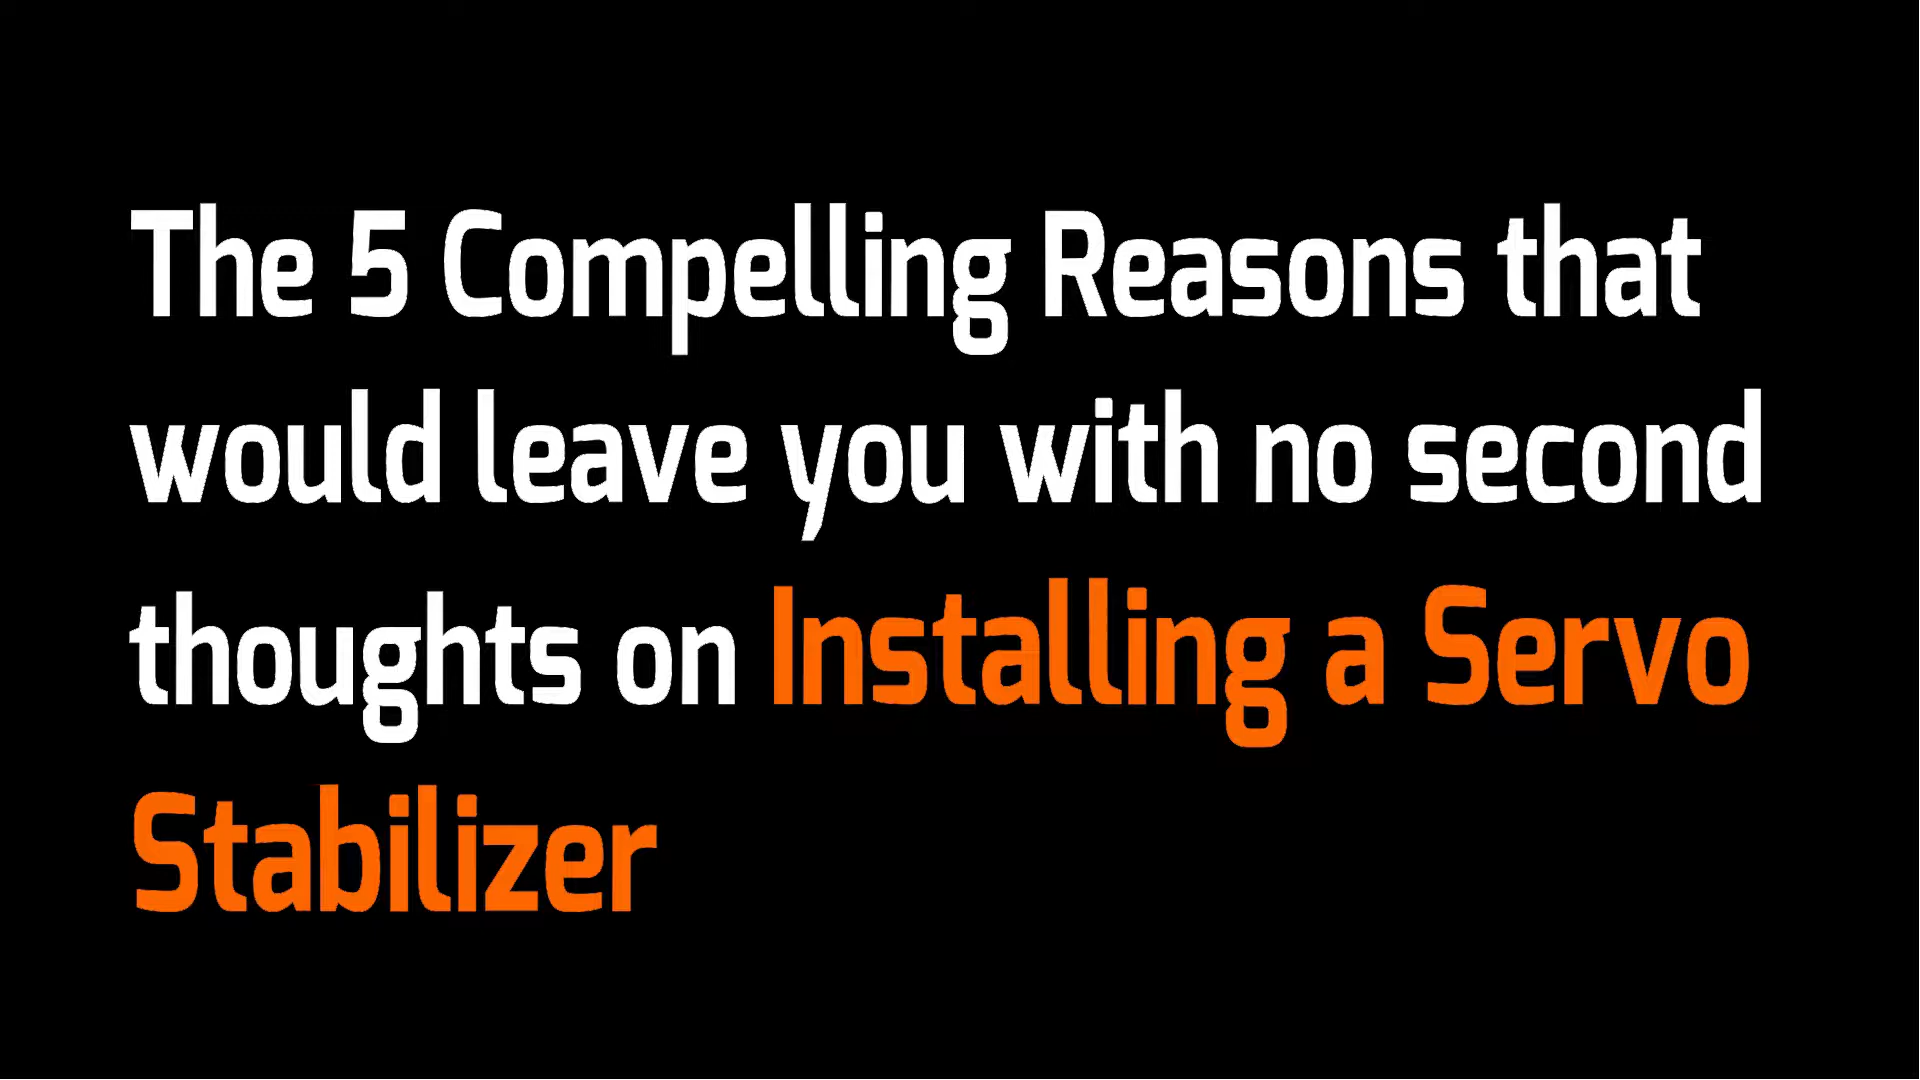 The 5 Compelling Reasons that
would leave you with no second
thoughts on Installing a Servo
Stabilizer